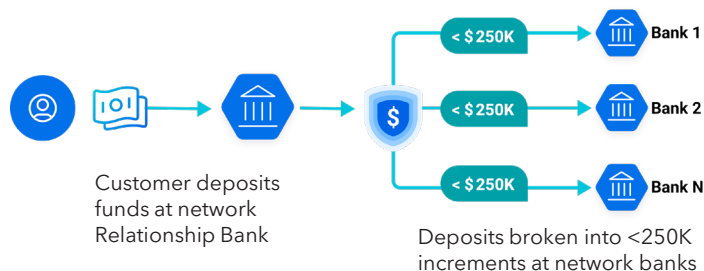 < $250K
Bank 1
< $250K
Bank 2
$
< $250K
Bank N
Customer deposits
funds at network
Relationship Bank
Deposits broken into <250K
increments at network banks